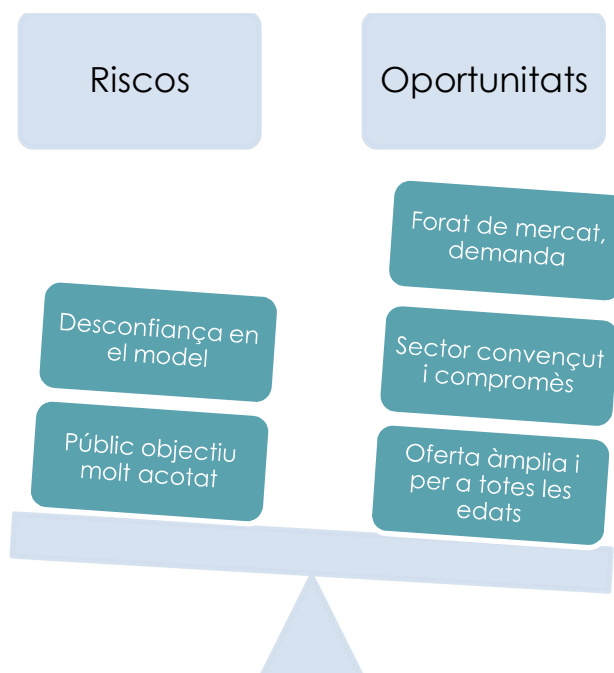 Riscos
Oportunitats
Desconfiança en
el model
Públic objectiu
molt acotat
Forat de mercat,
demanda
Sector convençut
i compromès
Oferta àmplia i
per a totes les
edats